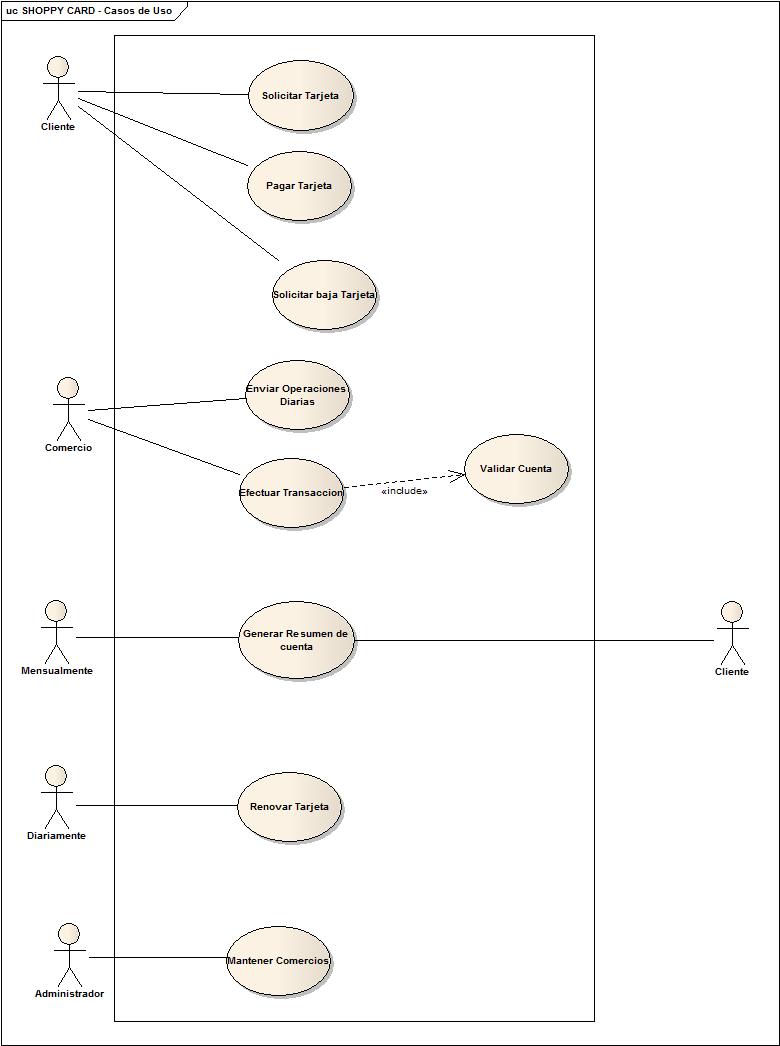 uc SHOPPY CARD - Casos de Uso
Cliente
Solicitar Tarjeta
Pagar Tarjeta
Solicitar baja Tarjeta
Comercio
Enviar Operaciones
Diarias
Efectuar Transaccion
«include»
Validar Cuenta
Mensualmente
Generar Resumen de
cuenta
Cliente
Diariamente
Renovar Tarjeta
Administrador
Mantener Comercios